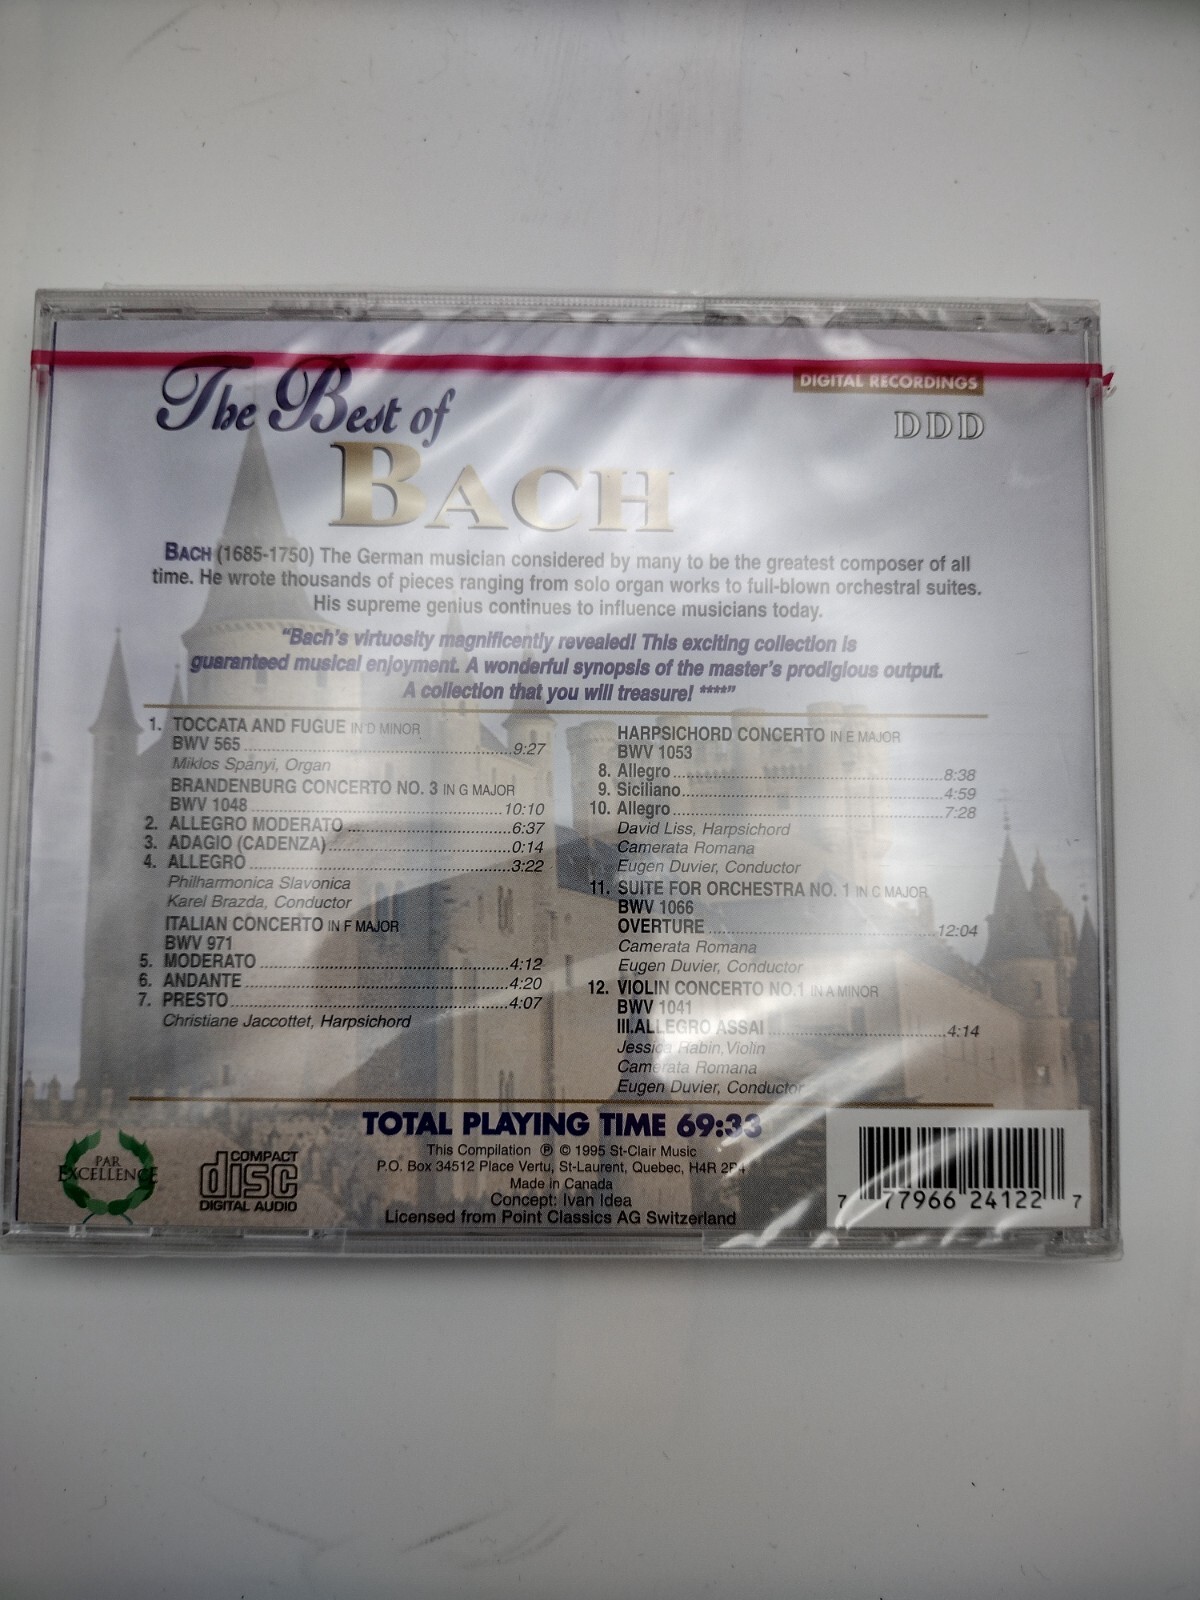 The Best of
BACH
DIGITAL RECORDINGS
DDD
BACH (1685-1750) The German musician considered by many to be the greatest composer of all
time. He wrote thousands of pieces ranging from solo organ works to full-blown orchestral suites.
His supreme genius continues to influence musicians today.
"Bach's virtuosity magnificently revealed! This exciting collection is
guaranteed musical enjoyment. A wonderful synopsis of the master's prodigious output.
A collection that you will treasure! ****"
1. TOCCATA AND FUGUE IN D MINOR
BWV 565 9:27
Miklos Spányi, Organ
BRANDENBURG CONCERTO NO. 3 IN G MAJOR
BWV 1048 10:10
2. ALLEGRO MODERATO 6:37
3. ADAGIO (CADENZA) 0:14
4. ALLEGRO 3:22
Philharmonica Slavonica
Karel Brazda, Conductor
ITALIAN CONCERTO IN F MAJOR
BWV 971
5. MODERATO 4:12
6. ANDANTE 4:20
7. PRESTO 4:07
Christiane Jaccottet, Harpsichord
HARPSICHORD CONCERTO IN E MAJOR
BWV 1053
8. Allegro 8:38
9. Siciliano 4:59
10. Allegro 7:28
David Liss, Harpsichord
Camerata Romana
Eugen Duvier, Conductor
11. SUITE FOR ORCHESTRA NO. 1 IN C MAJOR
BWV 1066
OVERTURE 12:04
Camerata Romana
Eugen Duvier, Conductor
12. VIOLIN CONCERTO NO.1 IN A MINOR
BWV 1041
III.ALLEGRO ASSAI 4:14
Jessica Rabin,Violin
Camerata Romana
Eugen Duvier, Conductor
TOTAL PLAYING TIME 69:33
This Compilation ℗ © 1995 St-Clair Music
P.O. Box 34512 Place Vertu, St-Laurent, Quebec, H4R 2P4
Made in Canada
Concept: Ivan Idea
Licensed from Point Classics AG Switzerland
PAR
EXCELLENCE
COMPACT
disc
DIGITAL AUDIO
7 77966 24122 7